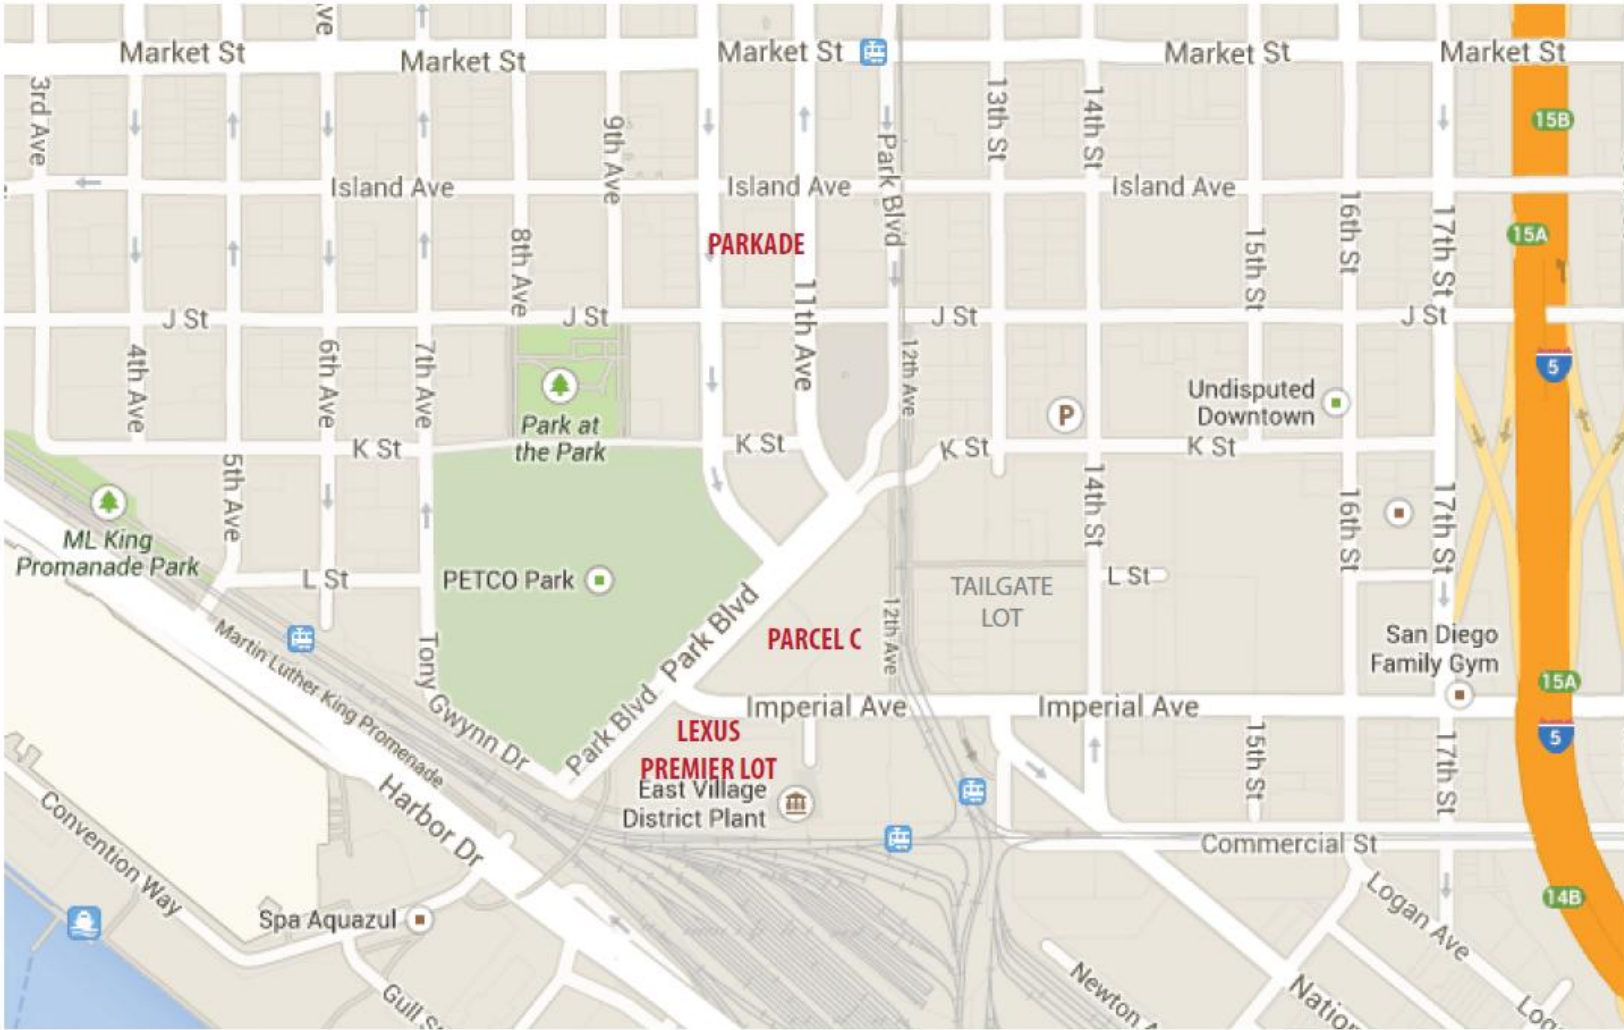 ve
Market St
Market St
Market St
Market St
Market St
3rd Ave
9th Ave
13th St
14th St
15B
Park Blvd
Island Ave
Island Ave
Island Ave
8th Ave
PARKADE
15th St
16th St
17th St
15A
J St
J St
11th Ave
J St
J St
4th Ave
6th Ave
7th Ave
12th Ave
5
Undisputed
Downtown
P
Park at
the Park
K St
K St
K St
K St
5th Ave
14th St
16th St
17th St
ML King
Promanade Park
L St
PETCO Park
L St
TAILGATE
LOT
Park Blvd
12th Ave
PARCEL C
San Diego
Family Gym
Martin Luther King Promenade
Tony Gwynn Dr
Park Blvd
15A
Imperial Ave
Imperial Ave
LEXUS
PREMIER LOT
East Village
District Plant
15th St
17th St
5
Harbor Dr
Convention Way
Commercial St
Spa Aquazul
Logan Ave
14B
Gull S
Newton A
Nation
Log